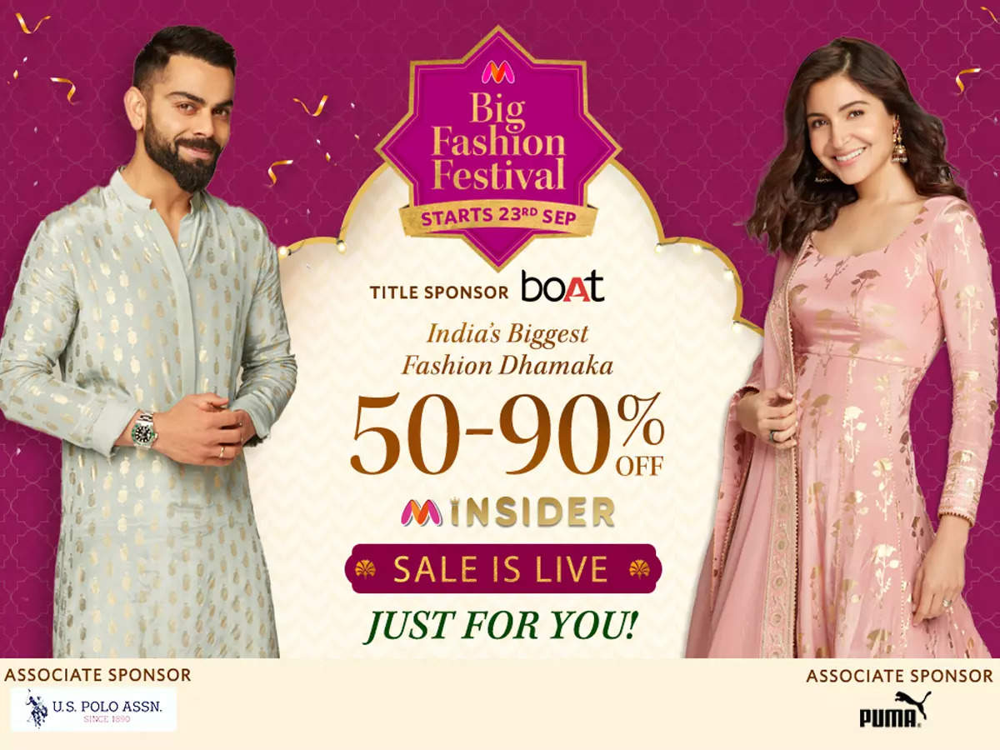 Big
Fashion
Festival
STARTS 23RD SEP
TITLE SPONSOR boAt
India's Biggest
Fashion Dhamaka
50-90% OFF
INSIDER
SALE IS LIVE
JUST FOR YOU!
ASSOCIATE SPONSOR
U.S. POLO ASSN.
SINCE 1890
ASSOCIATE SPONSOR
PUMA